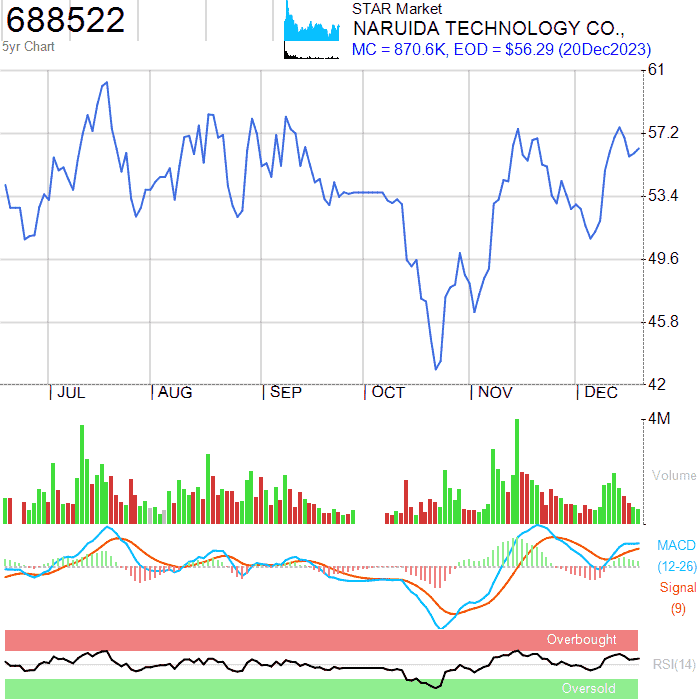 688522
5yr Chart
STAR Market
NARUIDA TECHNOLOGY CO.,
MC = 870.6K, EOD = $56.29 (20Dec2023)
61
57.2
53.4
49.6
45.8
42
JUL AUG SEP OCT NOV DEC
4M
Volume
MACD
(12-26)
Signal
(9)
Overbought
RSI(14)
Oversold